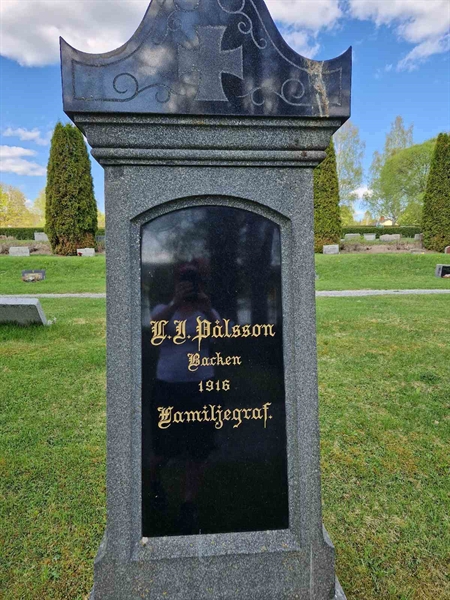 L. J. Pålsson
Backen
1916
Familjegraf.